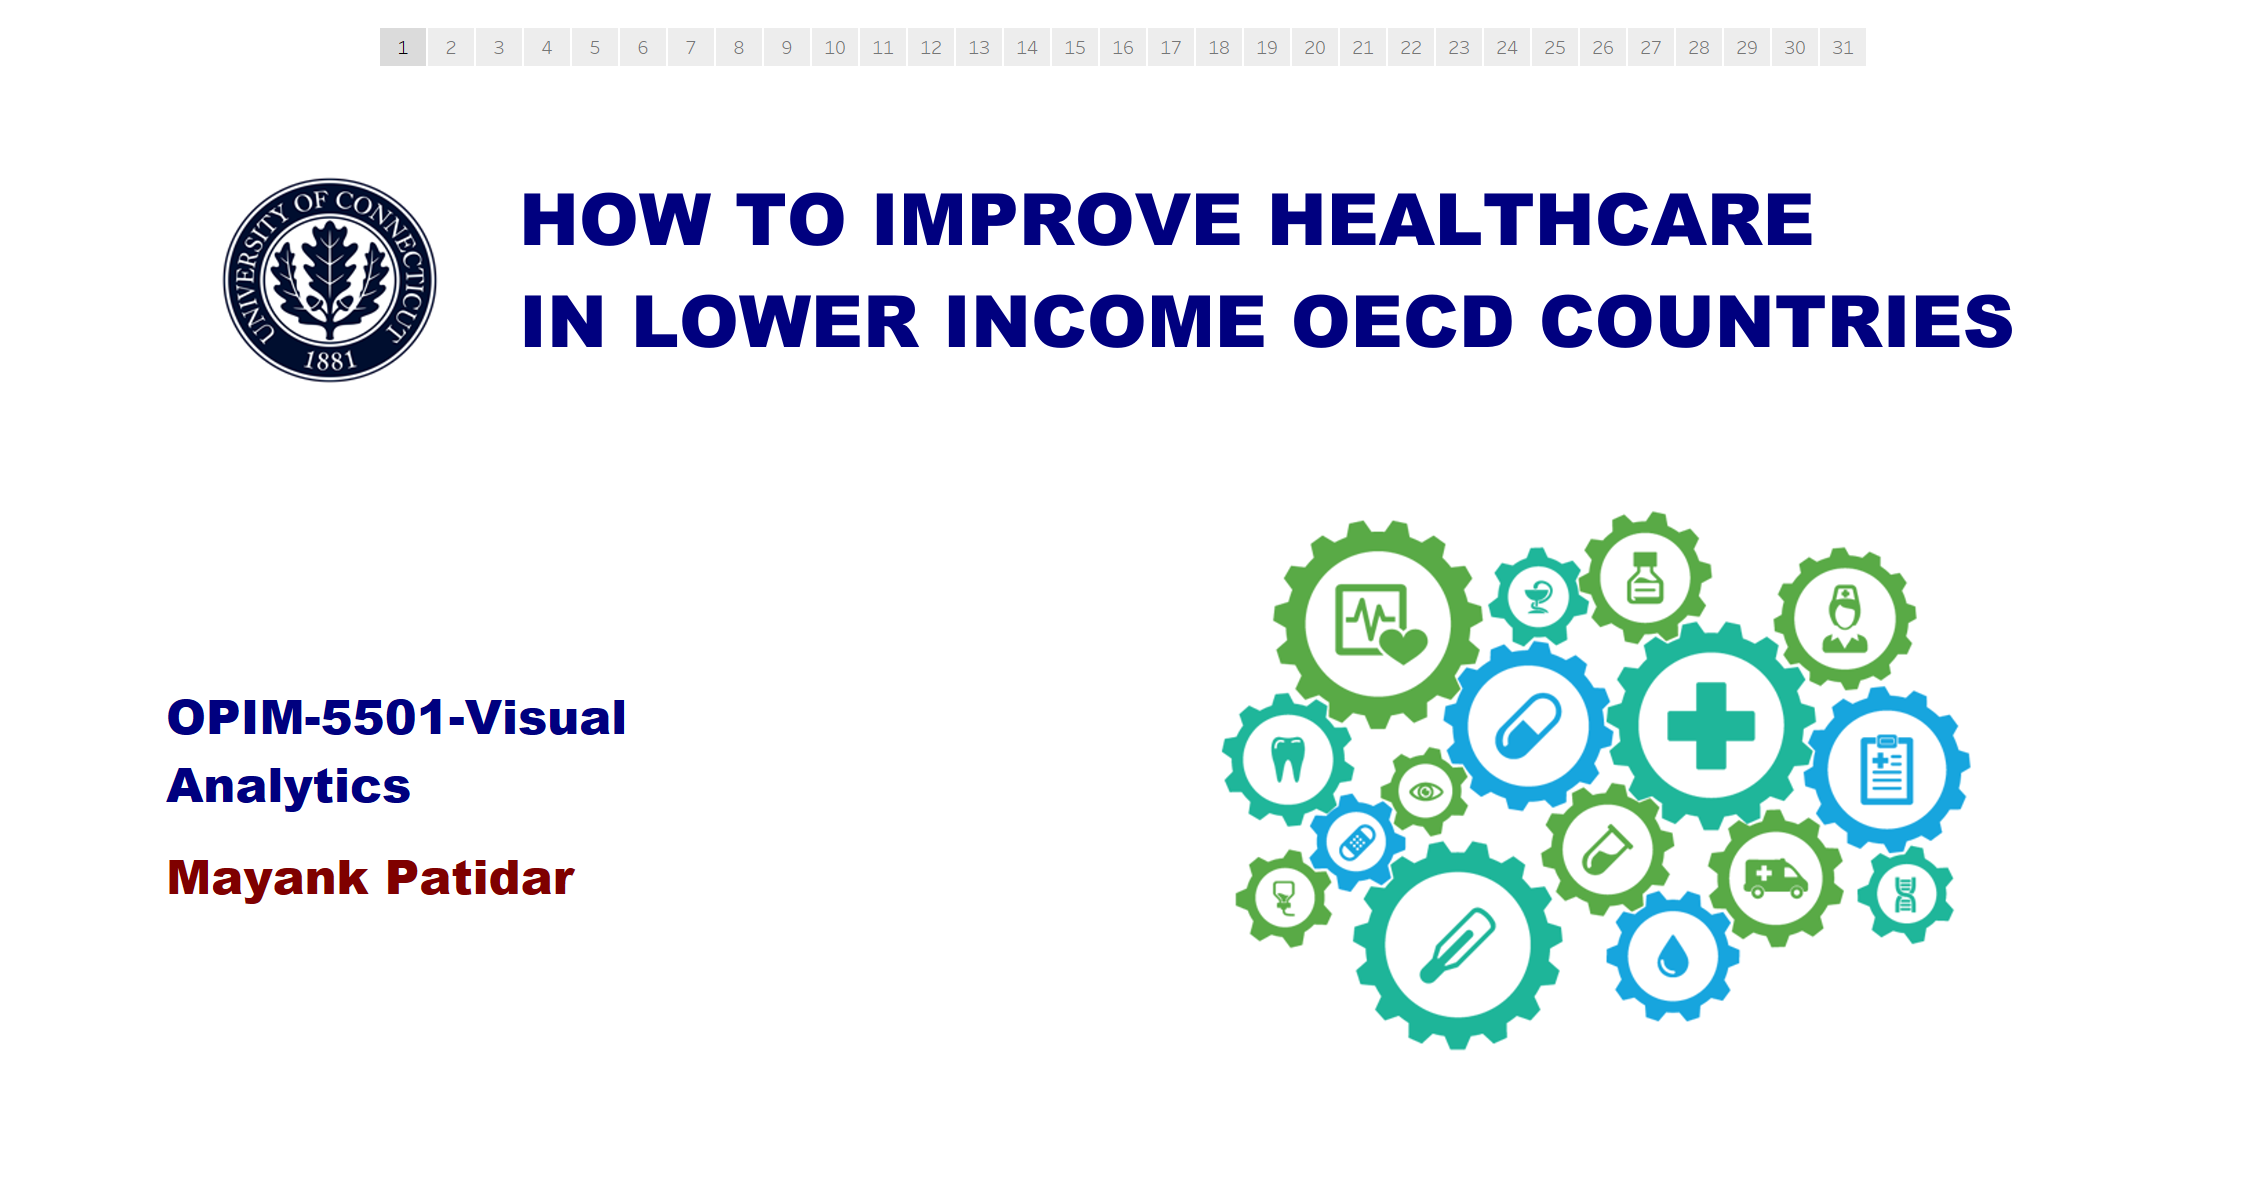 1 2 3 4 5 6 7 8 9 10 11 12 13 14 15 16 17 18 19 20 21 22 23 24 25 26 27 28 29 30 31
UNIVERSITY OF CONNECTICUT
1881
HOW TO IMPROVE HEALTHCARE
IN LOWER INCOME OECD COUNTRIES
OPIM-5501-Visual
Analytics
Mayank Patidar